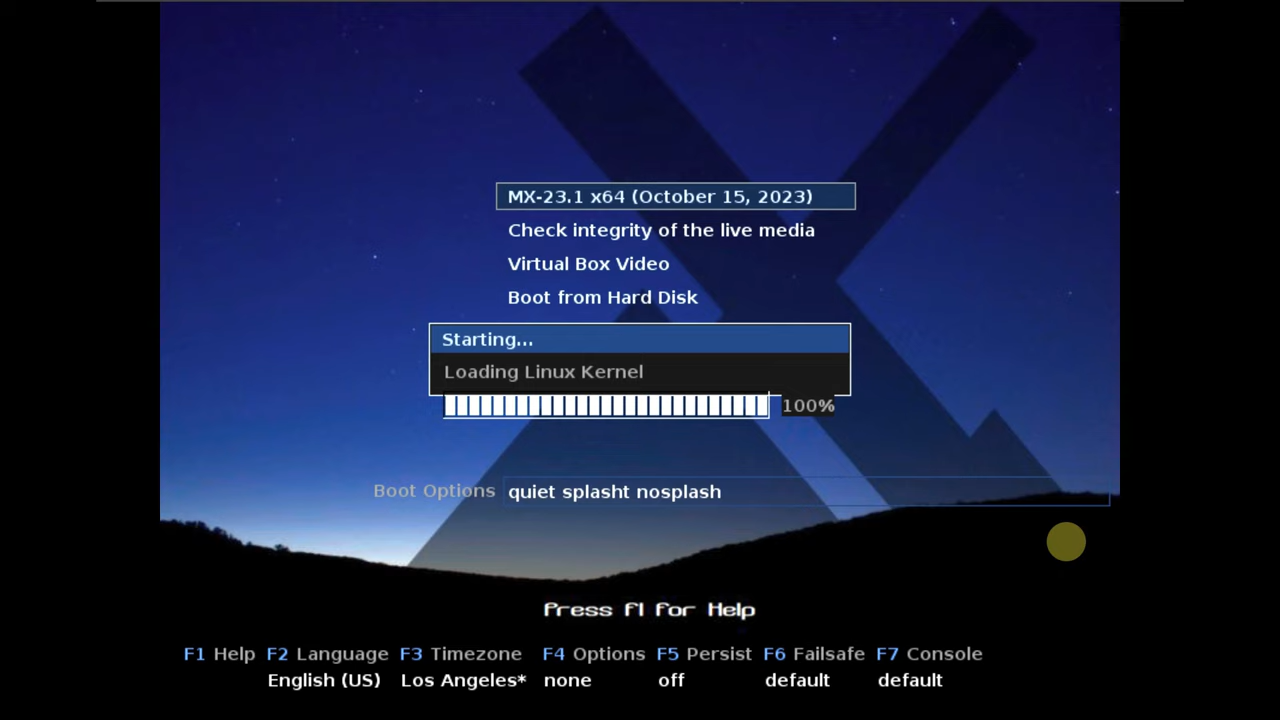 MX-23.1 x64 (October 15, 2023)
Check integrity of the live media
Virtual Box Video
Boot from Hard Disk
Starting...
Loading Linux Kernel
100%
Boot Options quiet splasht nosplash
Press F1 for Help
F1 Help F2 Language F3 Timezone F4 Options F5 Persist F6 Failsafe F7 Console
English (US) Los Angeles* none off default default